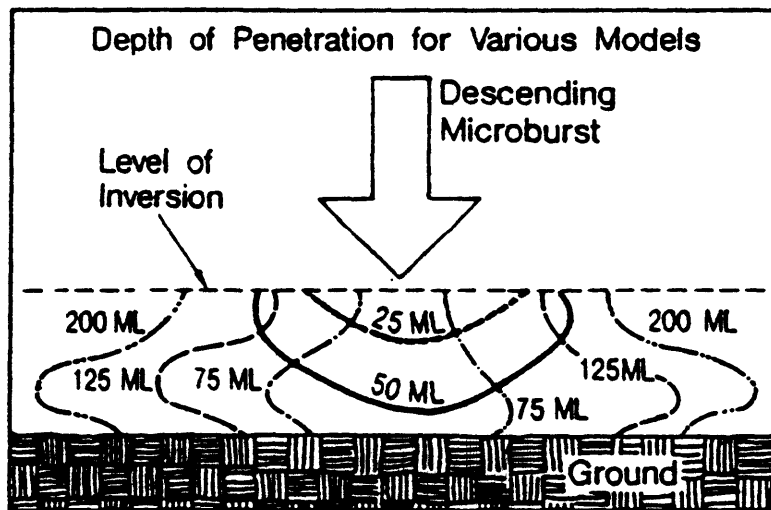 Depth of Penetration for Various Models
Descending
Microburst
Level of
Inversion
200 ML
25 ML
200 ML
125 ML
75 ML
50 ML
125ML
75 ML
Ground